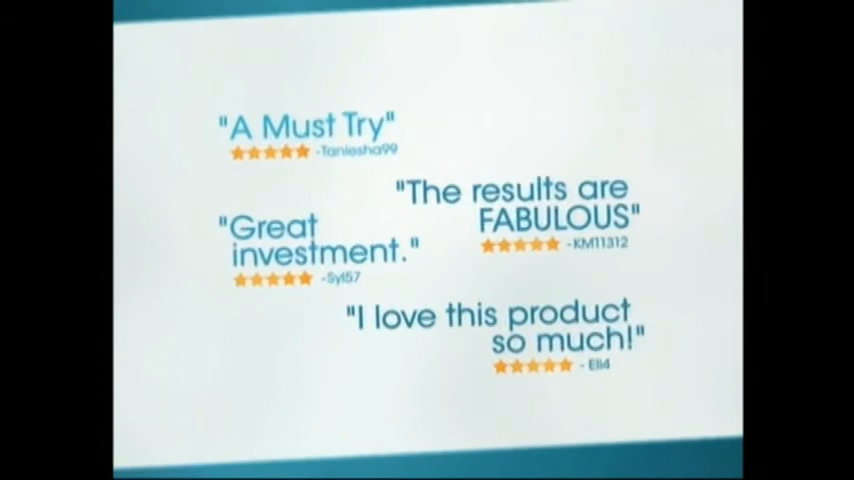 "A Must Try"
-Taniesha99
"The results are
FABULOUS"
-KM11312
"Great
investment."
-Syl57
"I love this product
so much!"
- Eli4